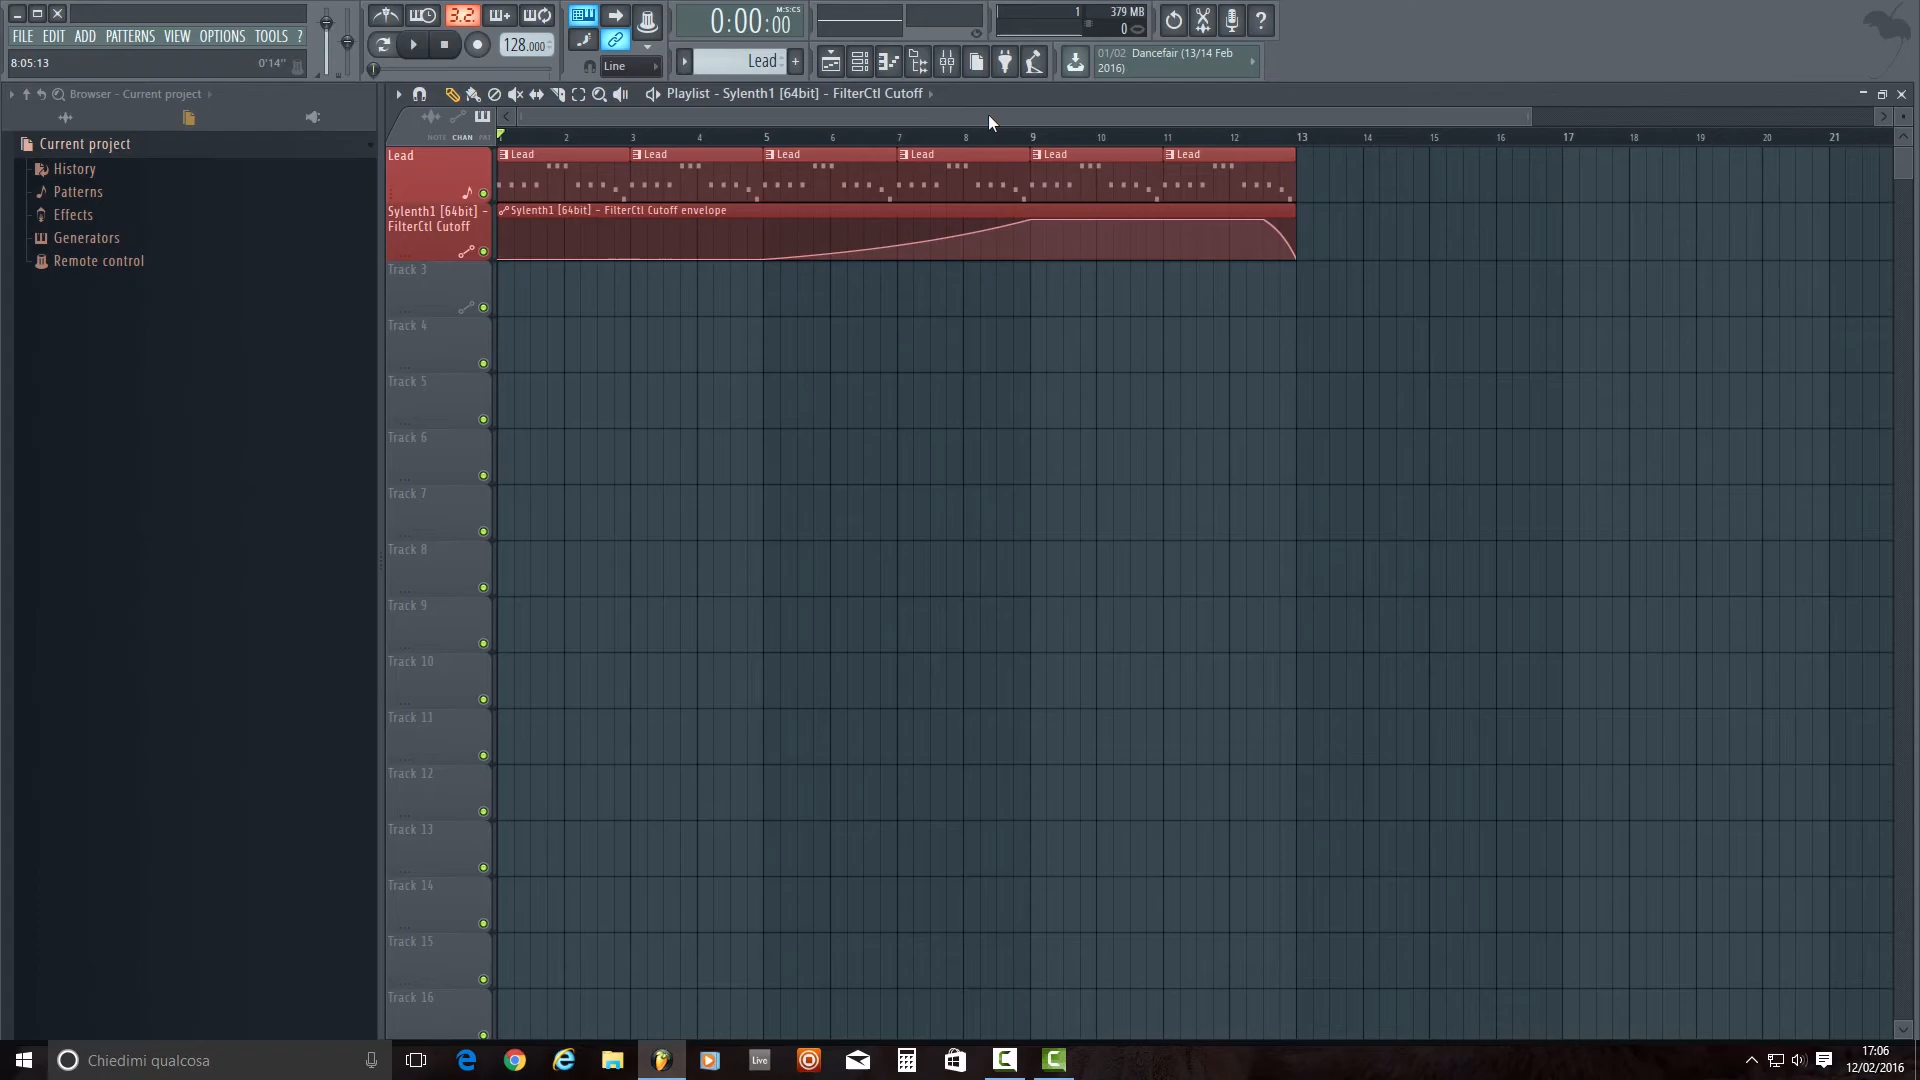 FILE EDIT ADD PATTERNS VIEW OPTIONS TOOLS ?
8:05:13 0'14"
3.2
128.000
Line
0:00:00
M:S:CS
Lead
1 379 MB
0
01/02 Dancefair (13/14 Feb
2016)
Browser - Current project
Current project
History
Patterns
Effects
Generators
Remote control
Playlist - Sylenth1 [64bit] - FilterCtl Cutoff
NOTE CHAN PAT
2 3 4 5 6 7 8 9 10 11 12 13 14 15 16 17 18 19 20 21
Lead
Lead Lead Lead Lead Lead Lead
Sylenth1 [64bit] -
FilterCtl Cutoff
Sylenth1 [64bit] - FilterCtl Cutoff envelope
Track 3
Track 4
Track 5
Track 6
Track 7
Track 8
Track 9
Track 10
Track 11
Track 12
Track 13
Track 14
Track 15
Track 16
Chiedimi qualcosa
Live
17:06
12/02/2016